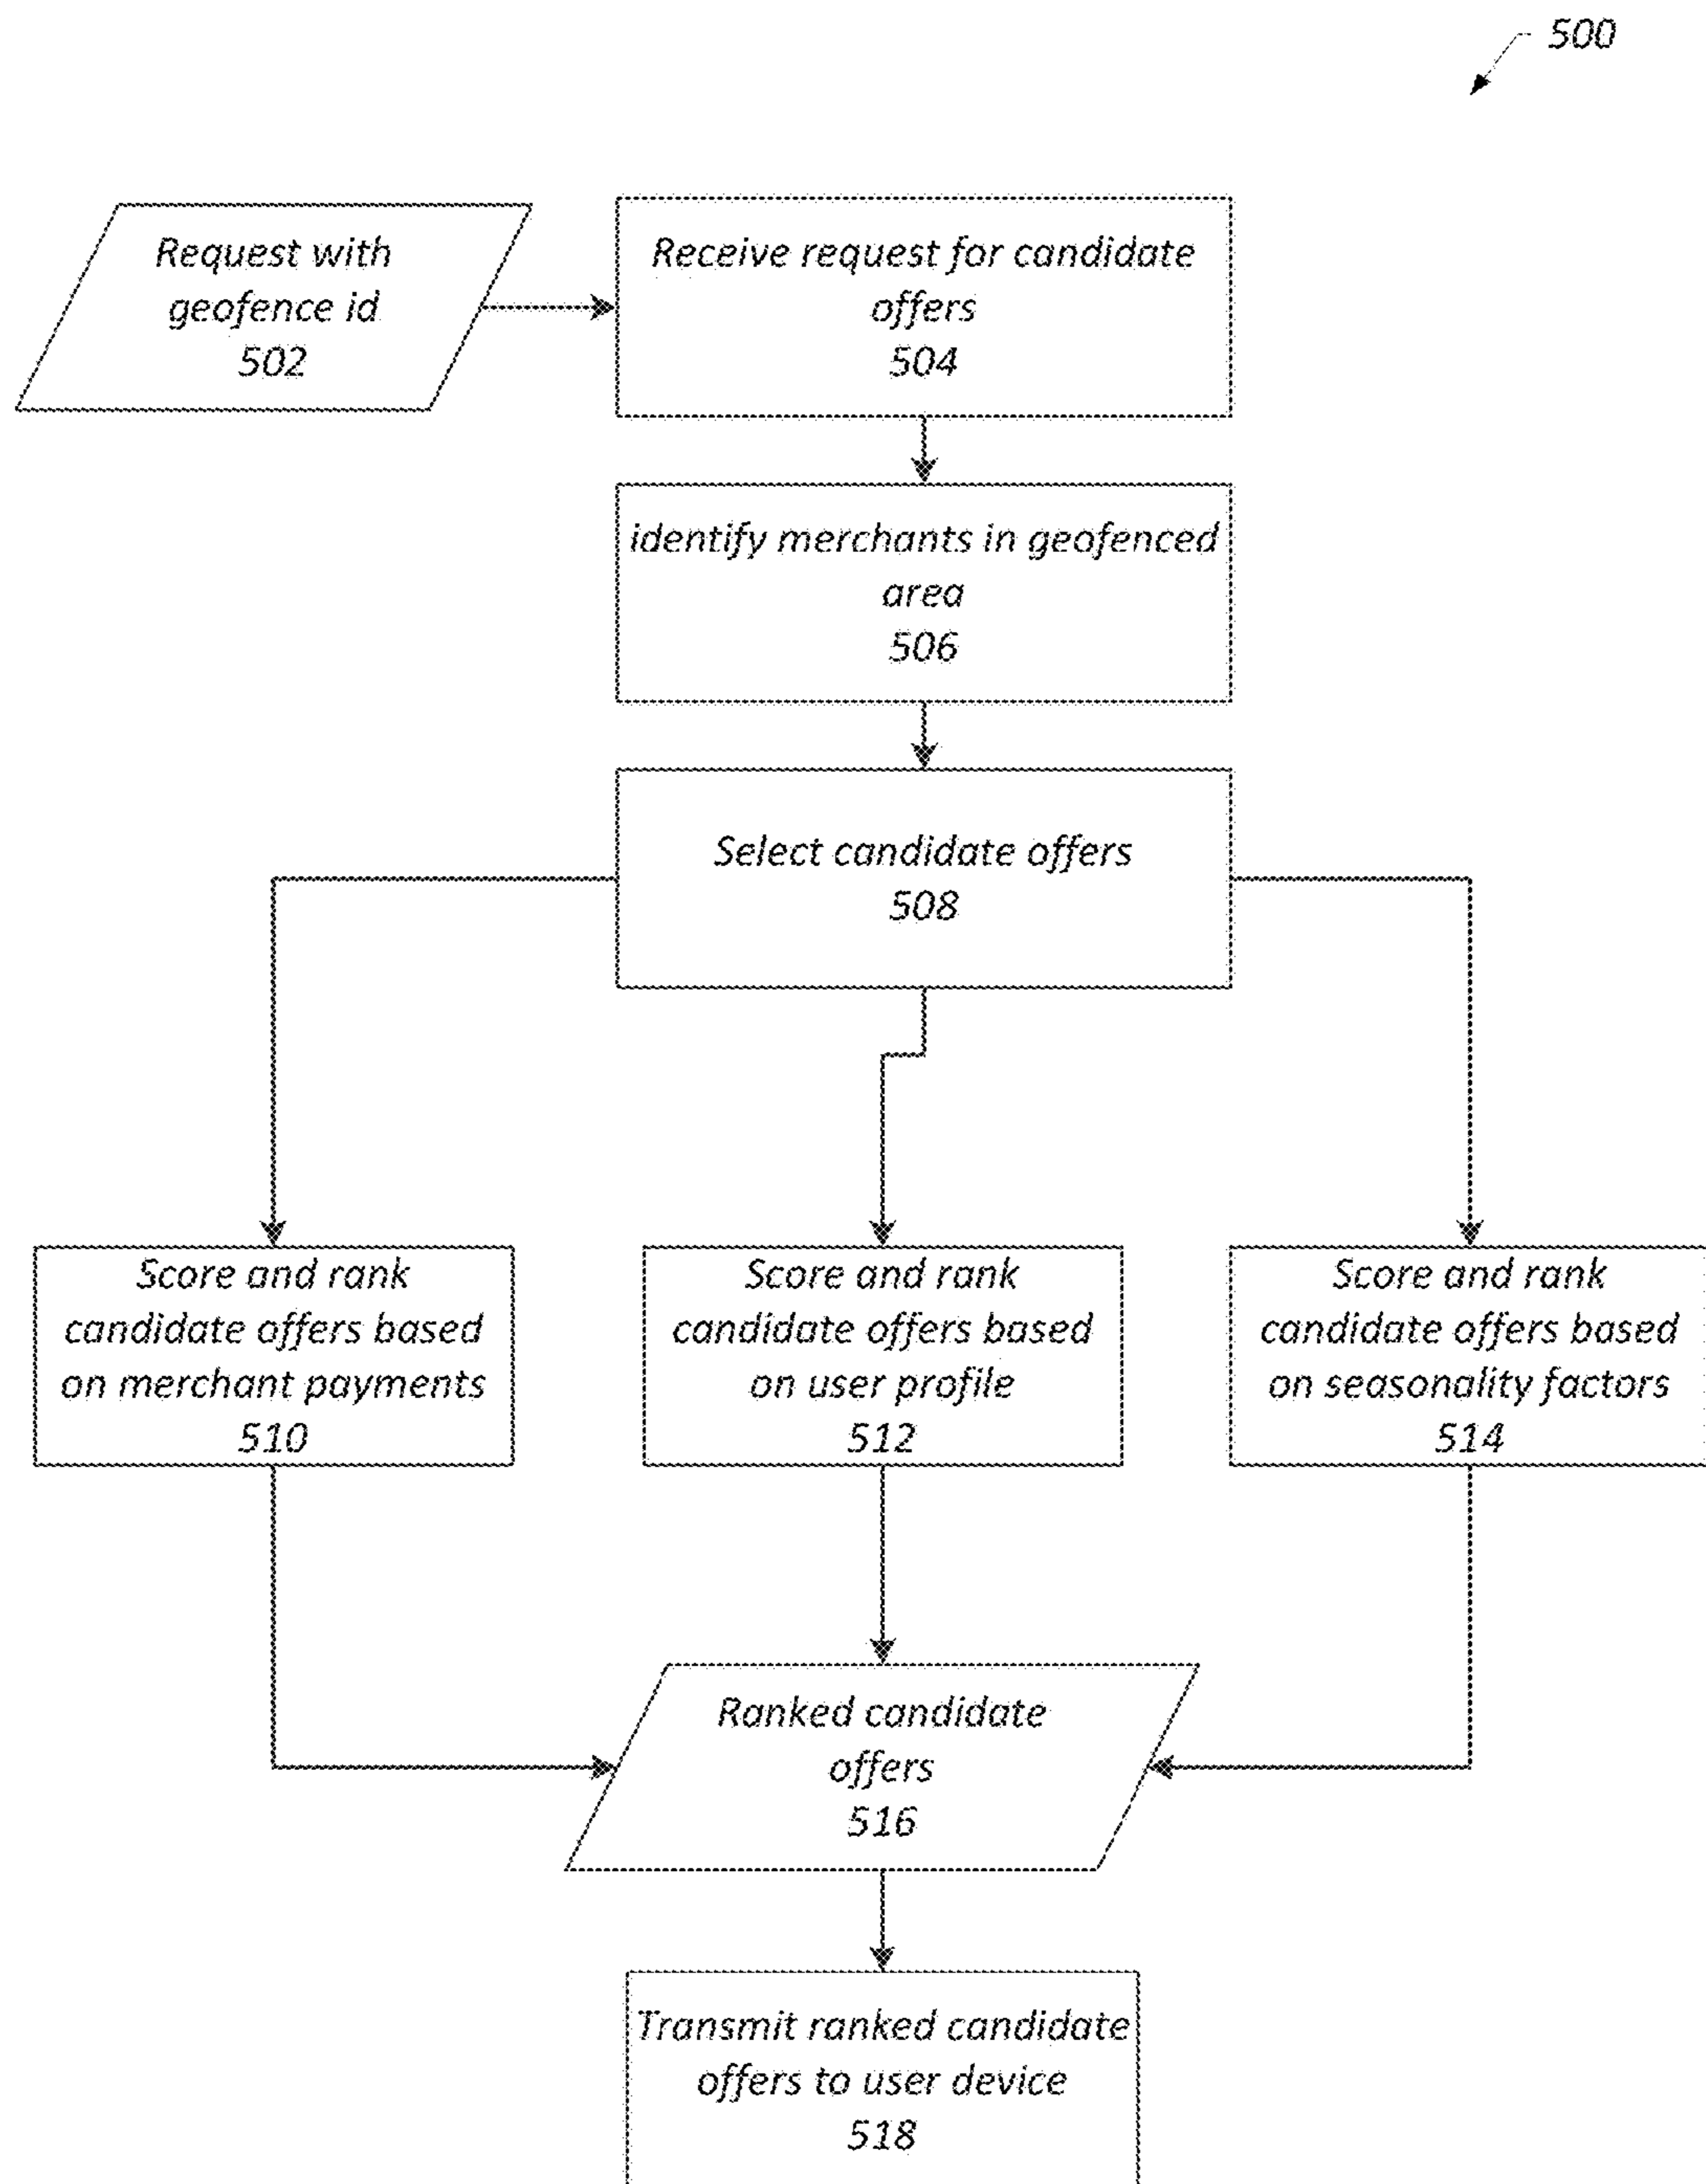 500
Request with
geofence id
502
Receive request for candidate
offers
504
identify merchants in geofenced
area
506
Select candidate offers
508
Score and rank
candidate offers based
on merchant payments
510
Score and rank
candidate offers based
on user profile
512
Score and rank
candidate offers based
on seasonality factors
514
Ranked candidate
offers
516
Transmit ranked candidate
offers to user device
518